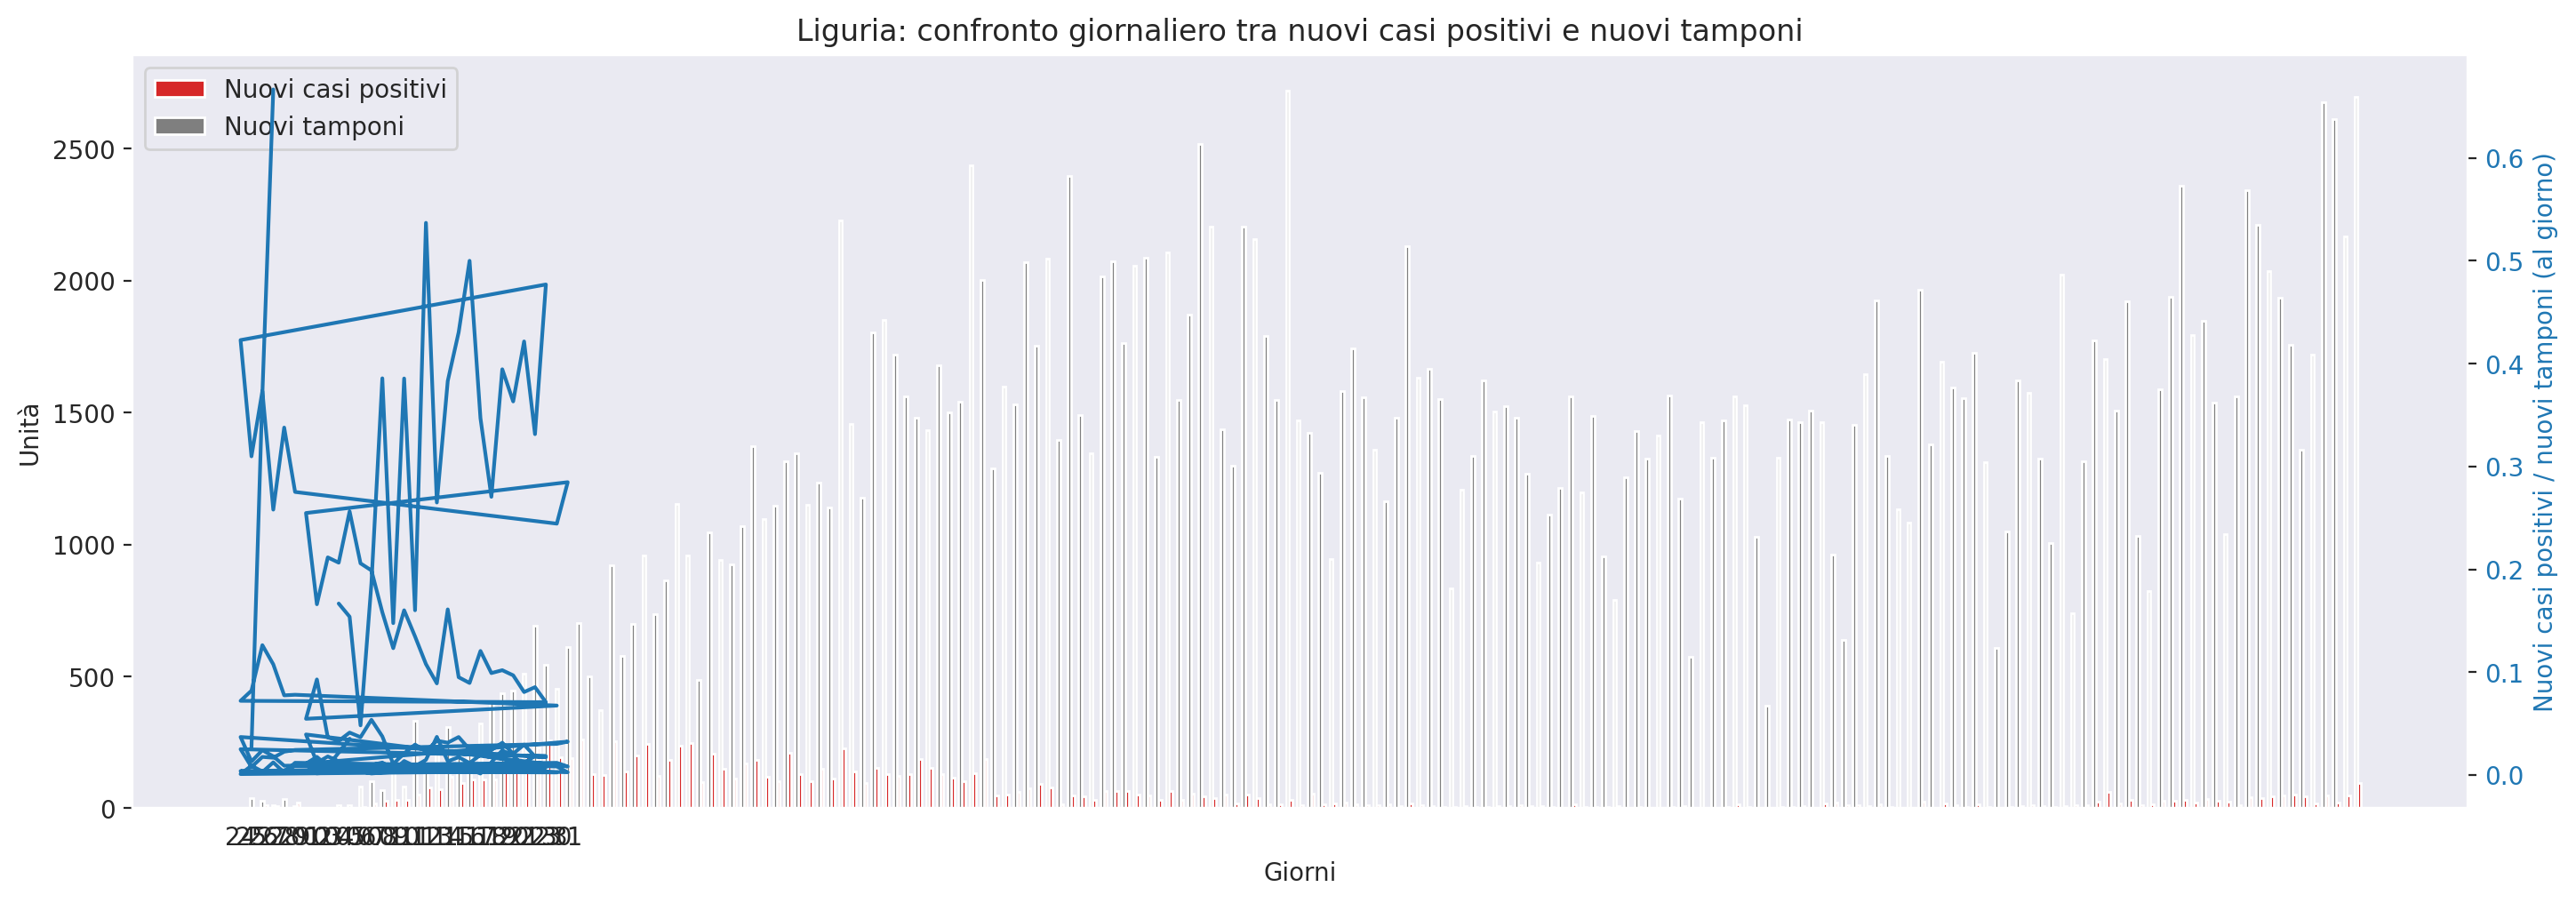 Liguria: confronto giornaliero tra nuovi casi positivi e nuovi tamponi
Nuovi casi positivi
Nuovi tamponi
2500
2000
1500
1000
500
0
Unità
0.6
0.5
0.4
0.3
0.2
0.1
0.0
Nuovi casi positivi / nuovi tamponi (al giorno)
Giorni